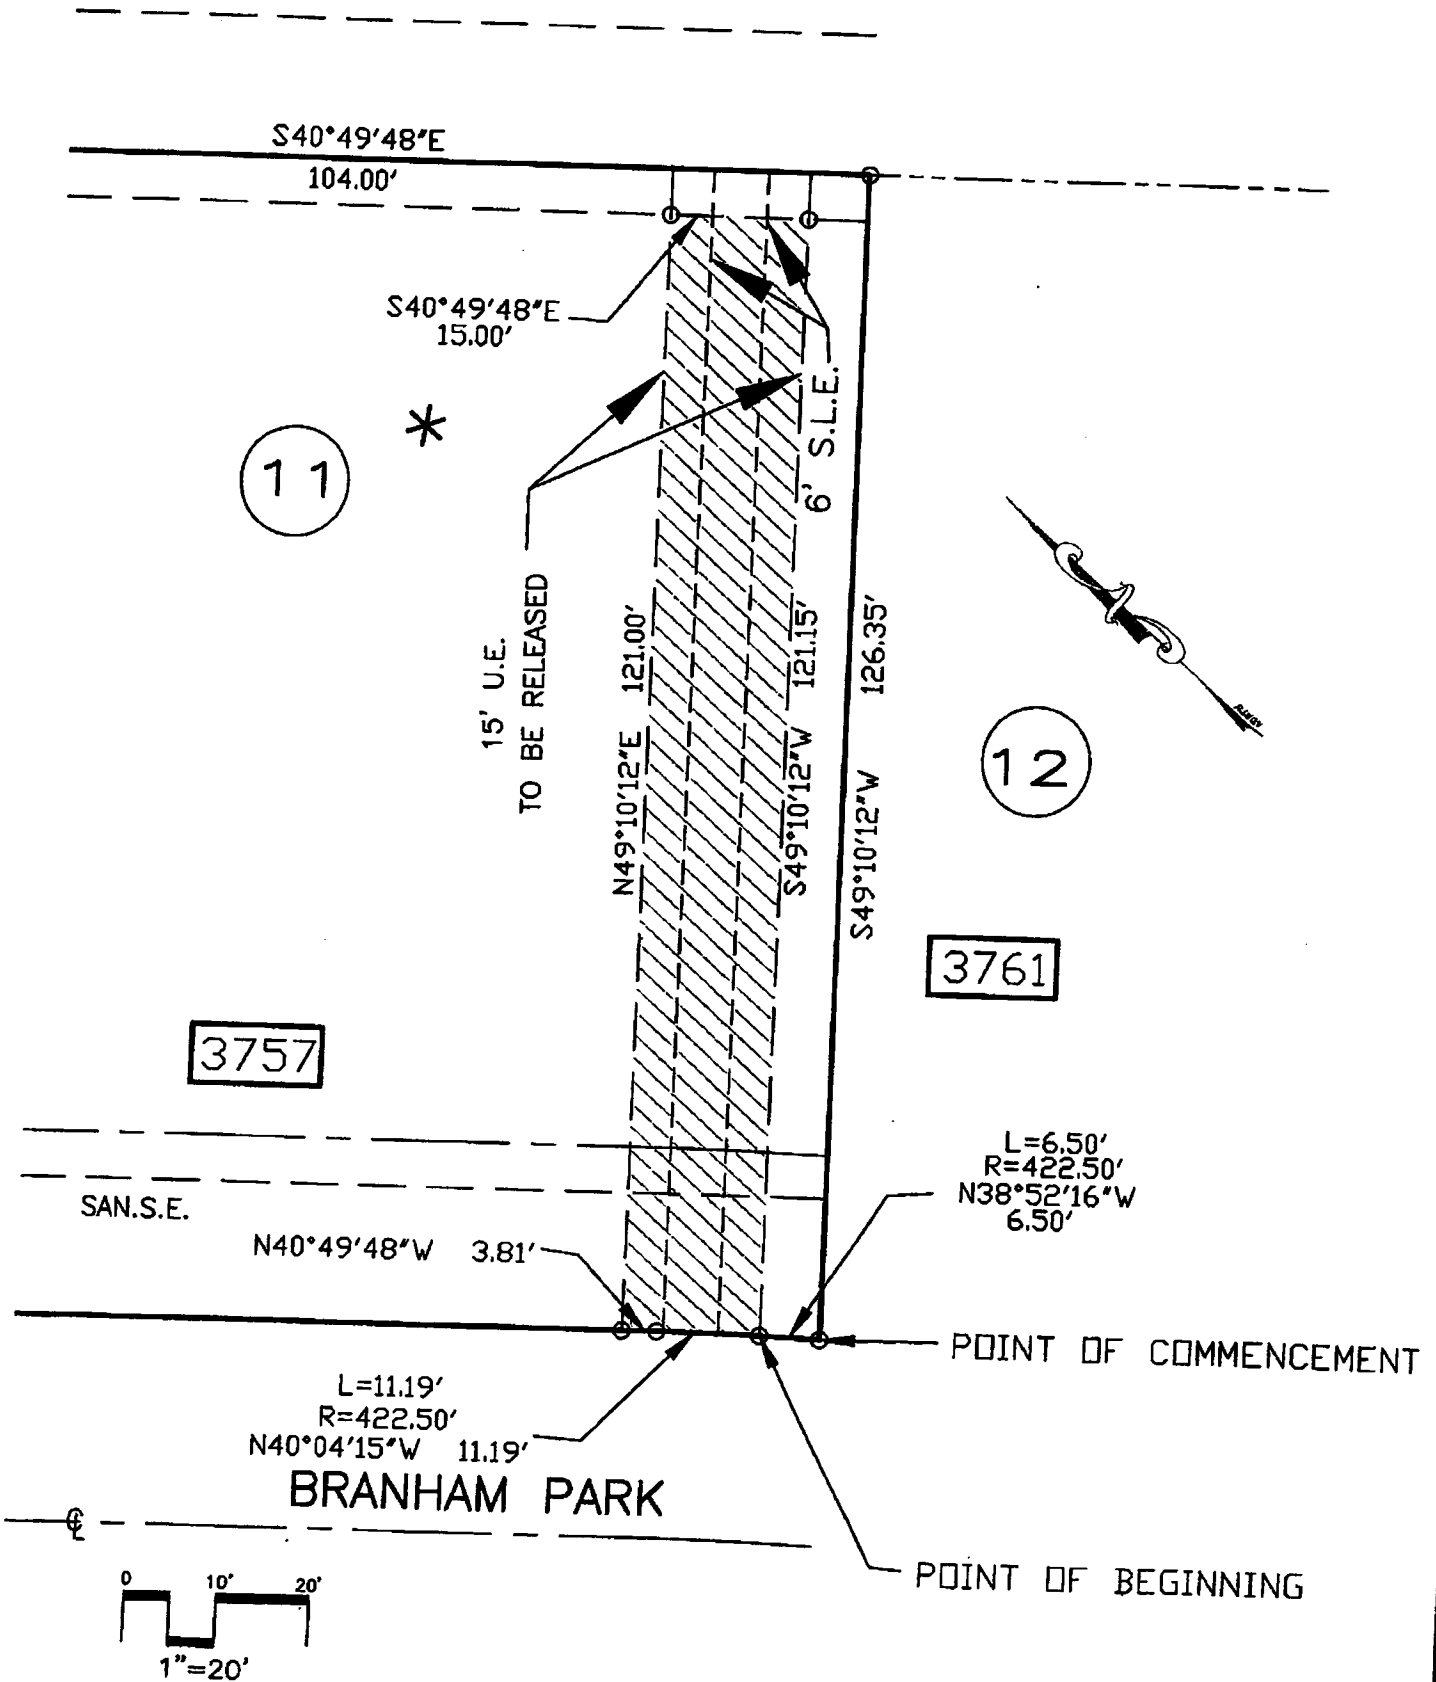 S40°49'48"E
104.00'
S40°49'48"E
15.00'
11
*
6' S.L.E.
15' U.E.
TO BE RELEASED
N49°10'12"E 121.00'
S49°10'12"W 121.15'
S49°10'12"W 126.35'
NORTH
12
3761
3757
L=6.50'
R=422.50'
N38°52'16"W
6.50'
SAN.S.E.
N40°49'48"W 3.81'
POINT OF COMMENCEMENT
L=11.19'
R=422.50'
N40°04'15"W 11.19'
BRANHAM PARK
℄
POINT OF BEGINNING
0 10' 20'
1"=20'